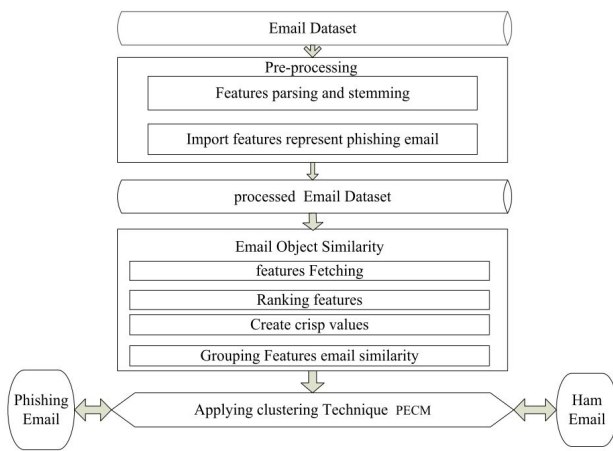 Email Dataset
Pre-processing
Features parsing and stemming
Import features represent phishing email
processed Email Dataset
Email Object Similarity
features Fetching
Ranking features
Create crisp values
Grouping Features email similarity
Phishing
Email
Applying clustering Technique PECM
Ham
Email